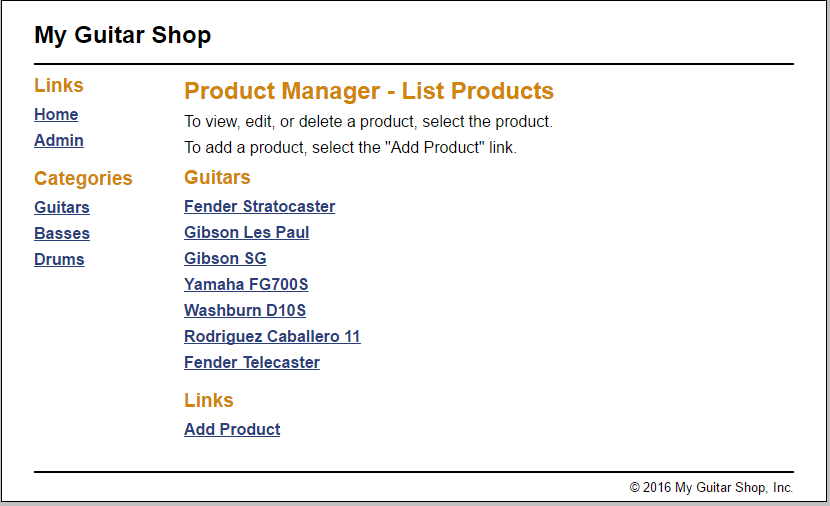 My Guitar Shop
Links
Home
Admin
Categories
Guitars
Basses
Drums
Product Manager - List Products
To view, edit, or delete a product, select the product.
To add a product, select the "Add Product" link.
Guitars
Fender Stratocaster
Gibson Les Paul
Gibson SG
Yamaha FG700S
Washburn D10S
Rodriguez Caballero 11
Fender Telecaster
Links
Add Product
© 2016 My Guitar Shop, Inc.